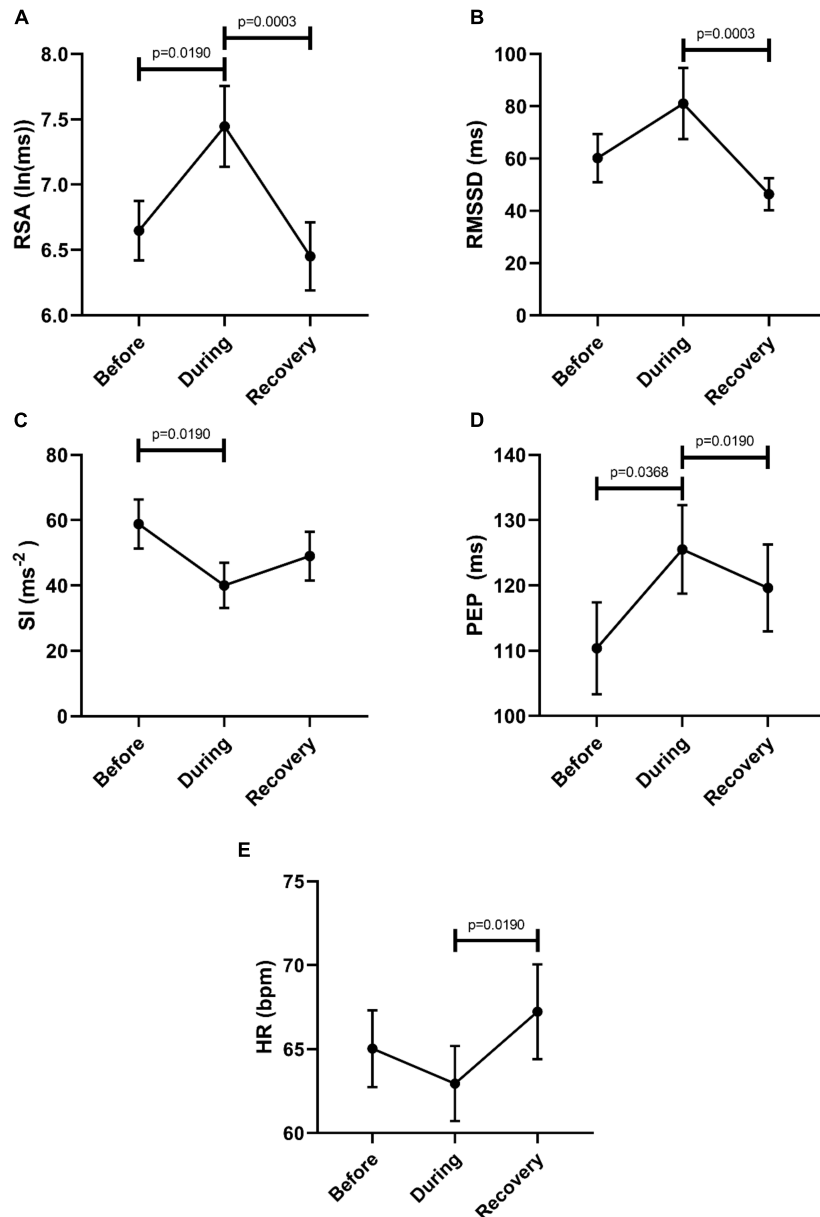 A
p=0.0003
p=0.0190
8.0
7.5
7.0
6.5
6.0
RSA (ln(ms))
Before
During
Recovery
B
p=0.0003
100
80
60
40
20
0
RMSSD (ms)
Before
During
Recovery
C
p=0.0190
80
60
40
20
0
SI (ms⁻²)
Before
During
Recovery
D
p=0.0190
p=0.0368
140
130
120
110
100
PEP (ms)
Before
During
Recovery
E
p=0.0190
75
70
65
60
HR (bpm)
Before
During
Recovery